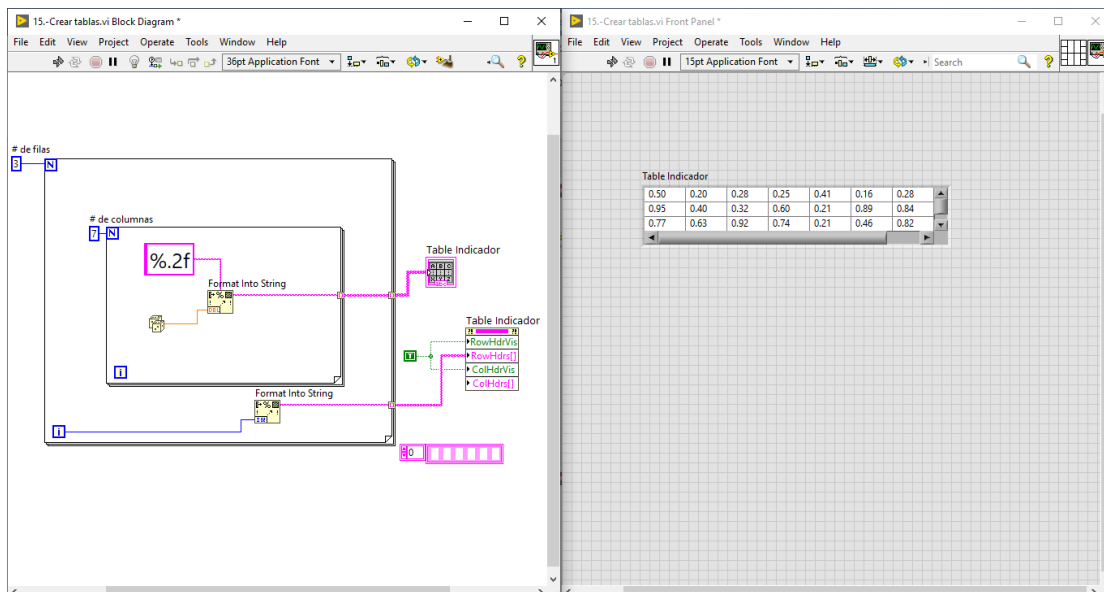 15.-Crear tablas.vi Block Diagram *
File Edit View Project Operate Tools Window Help
36pt Application Font
1
# de filas
3
N
# de columnas
7
N
%.2f
Format Into String
Table Indicador
Table Indicador
RowHdrVis
RowHdrs[]
ColHdrVis
ColHdrs[]
T
i
Format Into String
i
0
15.-Crear tablas.vi Front Panel *
File Edit View Project Operate Tools Window Help
15pt Application Font
Search
Table Indicador
0.50 0.20 0.28 0.25 0.41 0.16 0.28
0.95 0.40 0.32 0.60 0.21 0.89 0.84
0.77 0.63 0.92 0.74 0.21 0.46 0.82